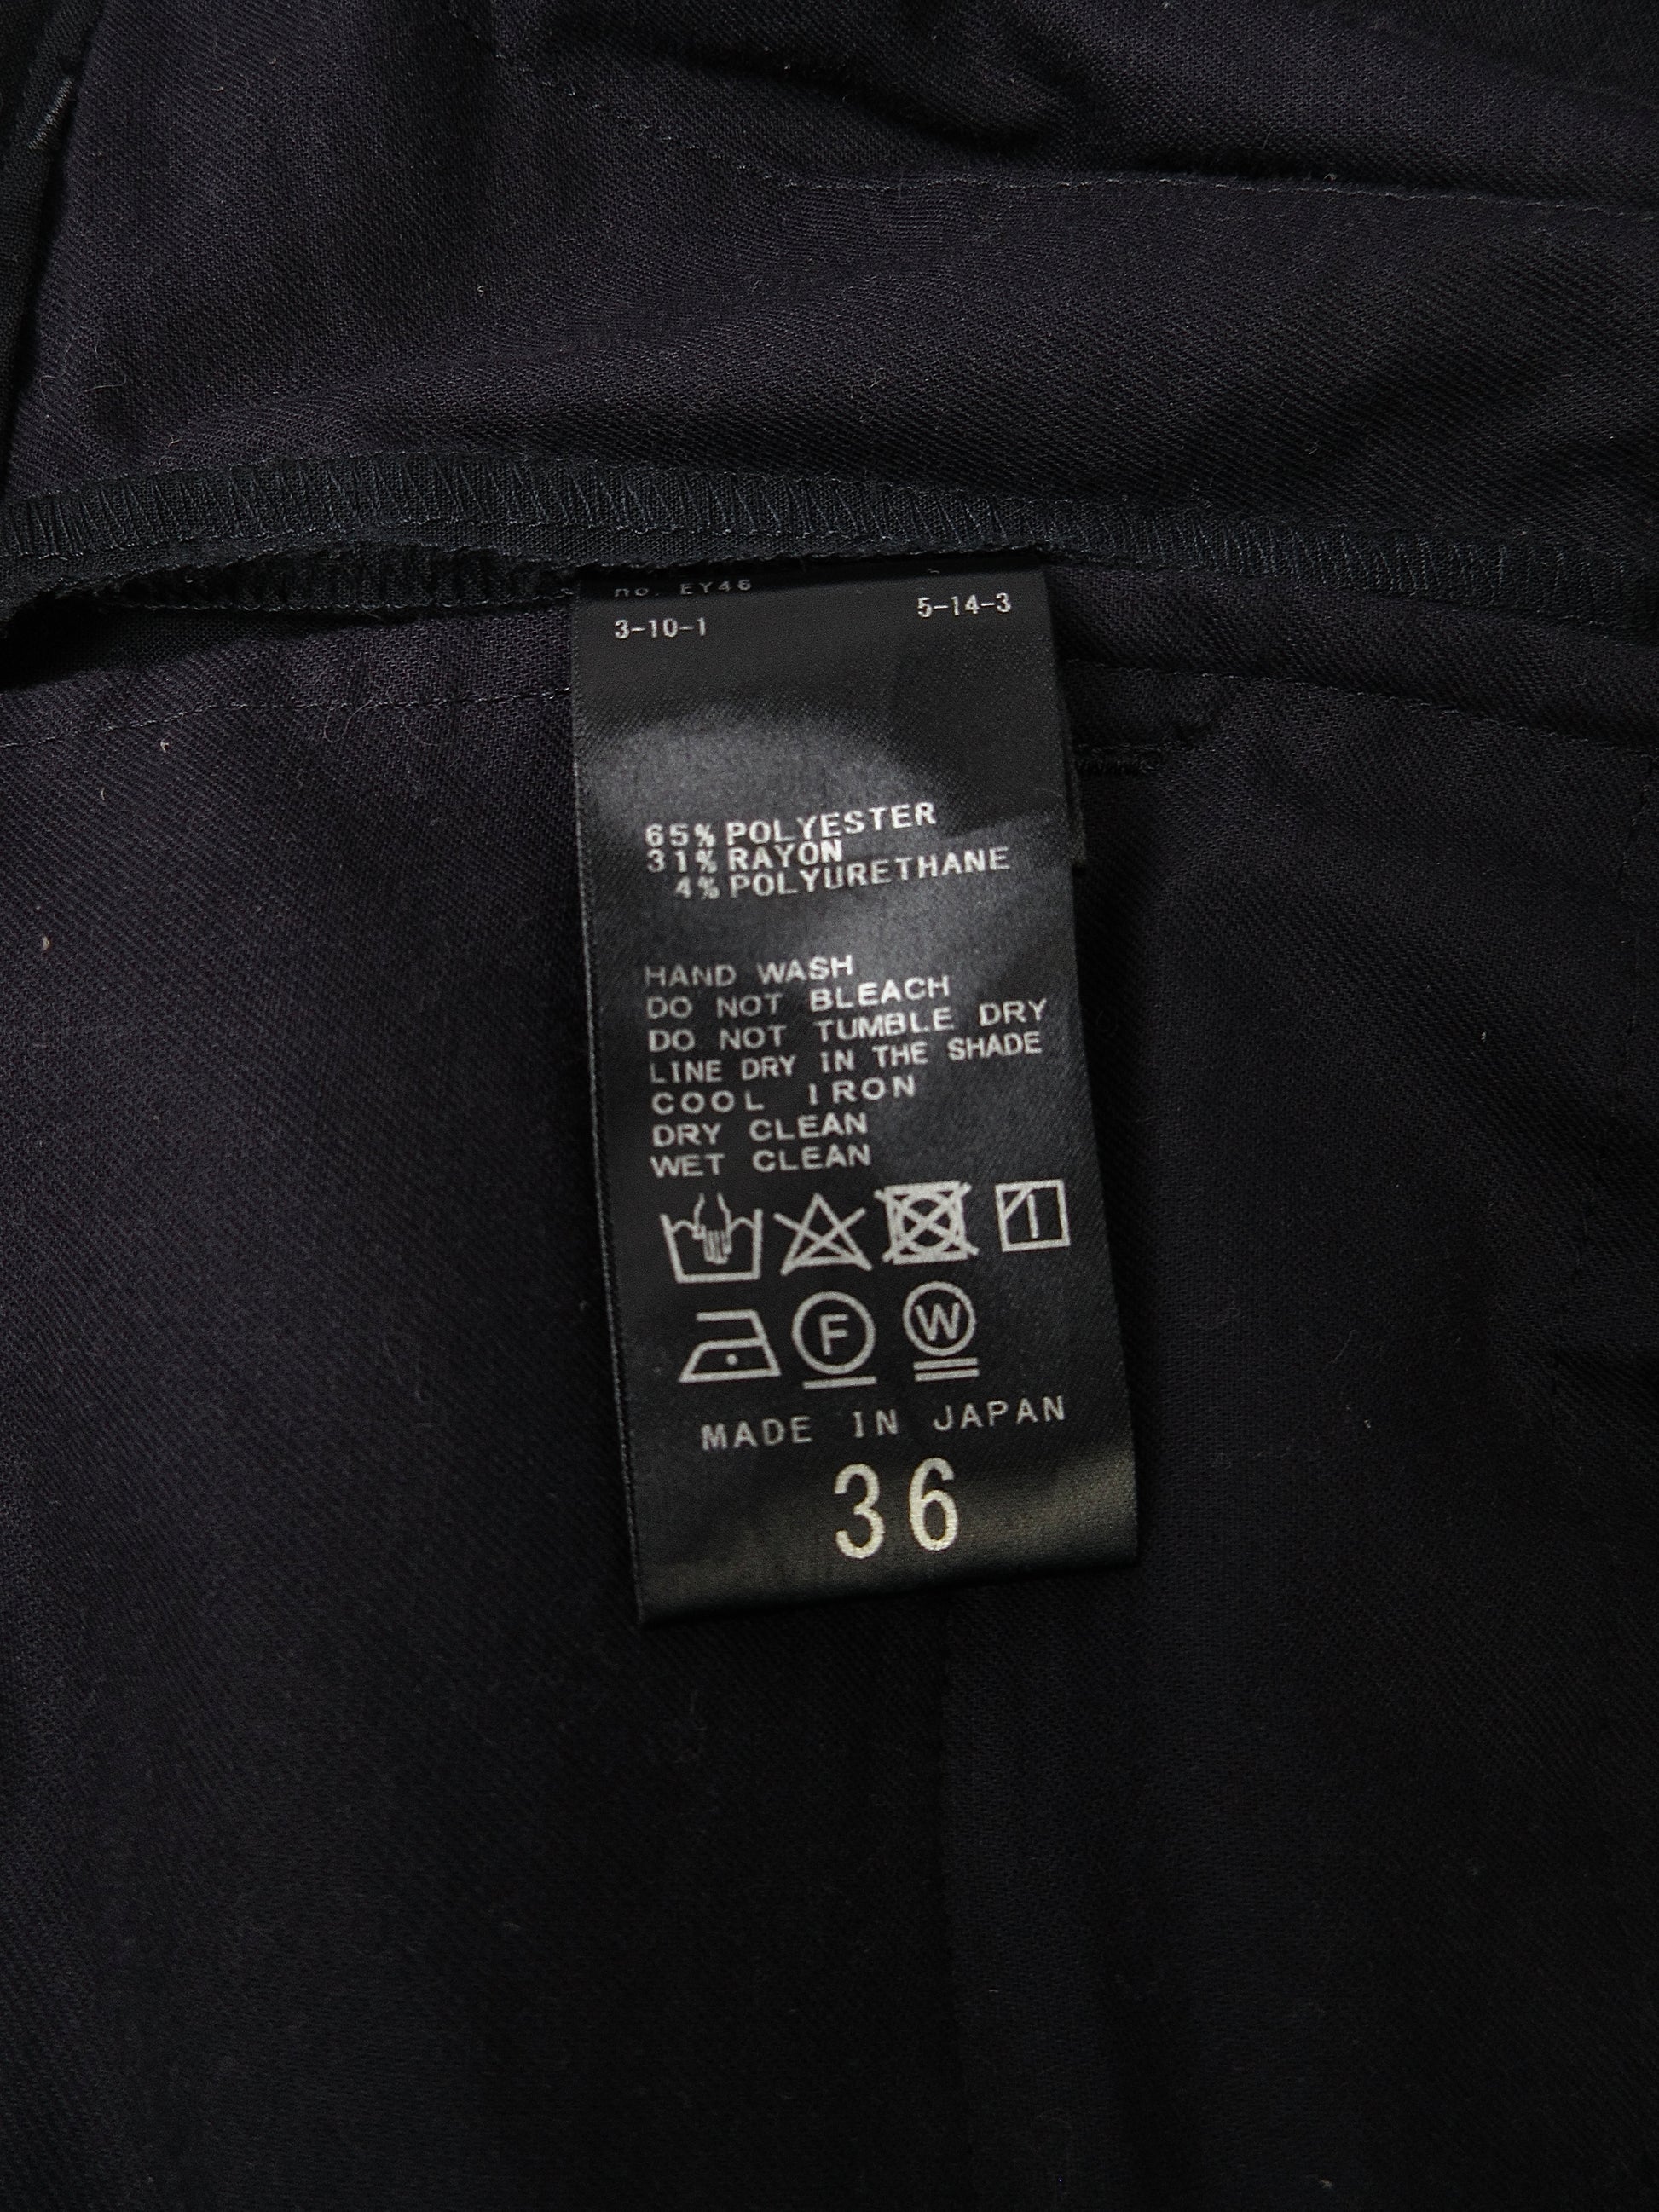 no. EY46
3-10-1 5-14-3
65% POLYESTER
31% RAYON
4% POLYURETHANE
HAND WASH
DO NOT BLEACH
DO NOT TUMBLE DRY
LINE DRY IN THE SHADE
COOL IRON
DRY CLEAN
WET CLEAN
F W
MADE IN JAPAN
36